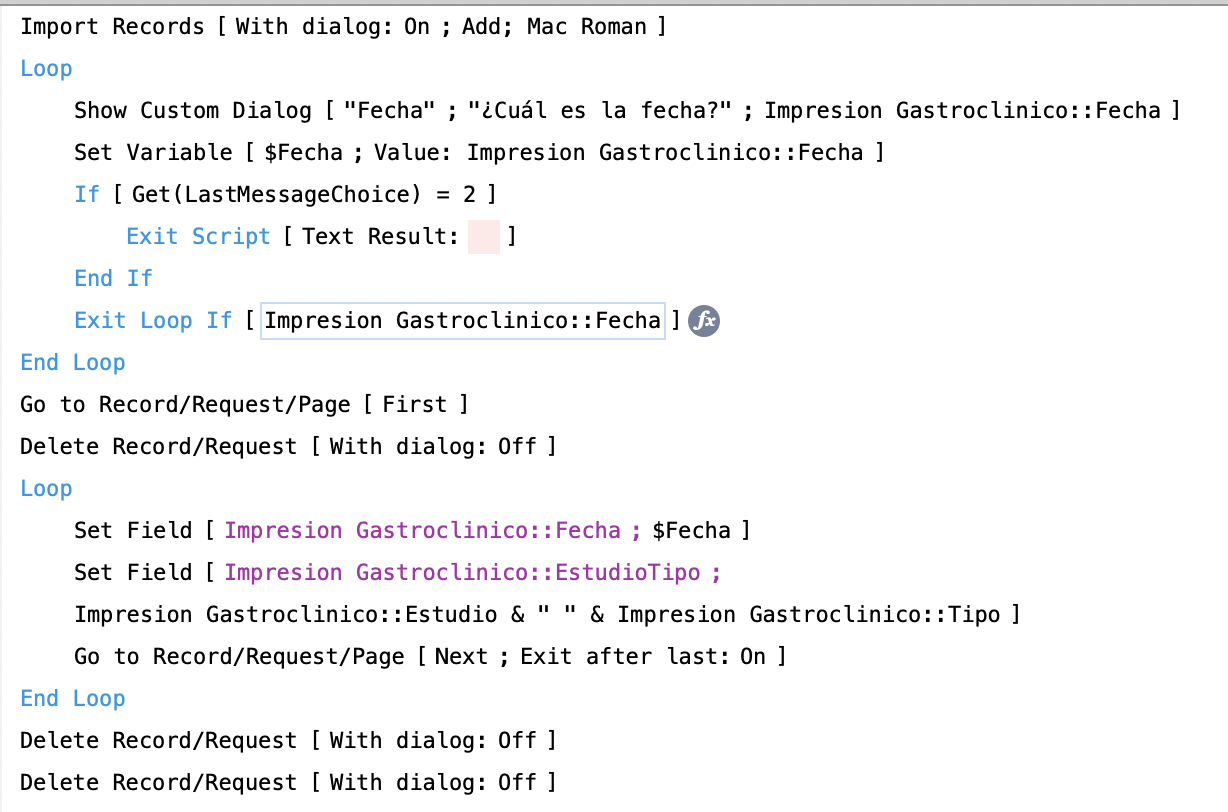 Import Records [ With dialog: On ; Add; Mac Roman ]
Loop
Show Custom Dialog [ "Fecha" ; "¿Cuál es la fecha?" ; Impresion Gastroclinico::Fecha ]
Set Variable [ $Fecha ; Value: Impresion Gastroclinico::Fecha ]
If [ Get(LastMessageChoice) = 2 ]
Exit Script [ Text Result: ]
End If
Exit Loop If [ Impresion Gastroclinico::Fecha ] fx
End Loop
Go to Record/Request/Page [ First ]
Delete Record/Request [ With dialog: Off ]
Loop
Set Field [ Impresion Gastroclinico::Fecha ; $Fecha ]
Set Field [ Impresion Gastroclinico::EstudioTipo ;
Impresion Gastroclinico::Estudio & " " & Impresion Gastroclinico::Tipo ]
Go to Record/Request/Page [ Next ; Exit after last: On ]
End Loop
Delete Record/Request [ With dialog: Off ]
Delete Record/Request [ With dialog: Off ]